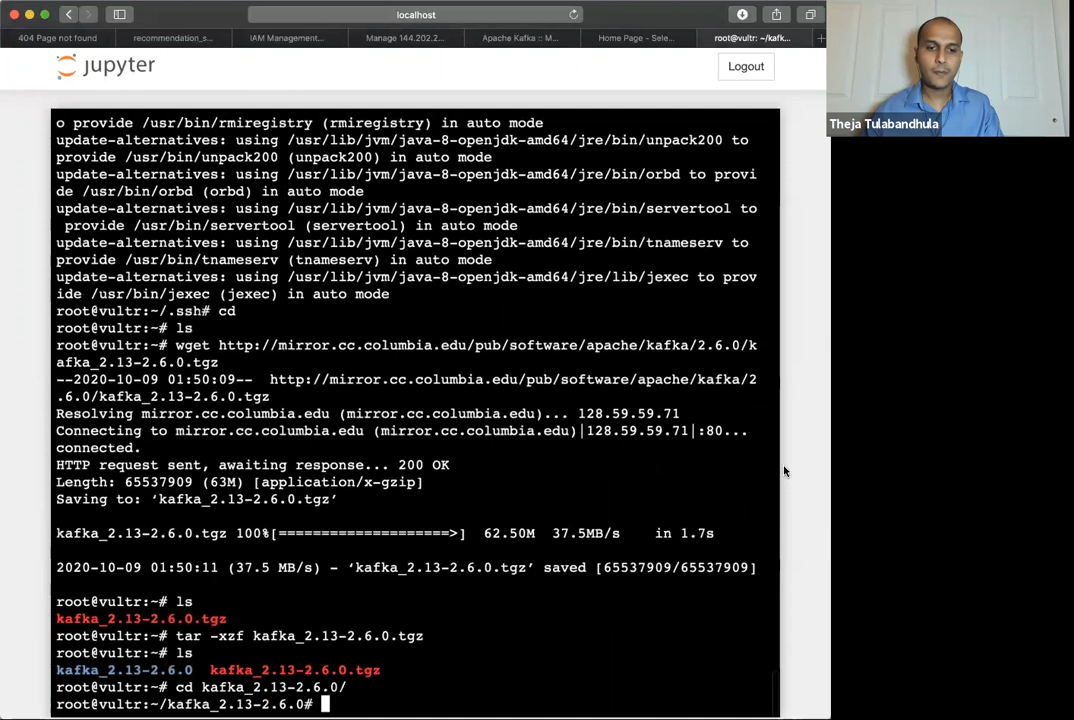 localhost
404 Page not found
recommendation_s...
IAM Management...
Manage 144.202.2...
Apache Kafka :: M...
Home Page - Sele...
root@vultr: ~/kafk...
jupyter
Logout
Theja Tulabandhula
o provide /usr/bin/rmiregistry (rmiregistry) in auto mode
update-alternatives: using /usr/lib/jvm/java-8-openjdk-amd64/jre/bin/unpack200 to
provide /usr/bin/unpack200 (unpack200) in auto mode
update-alternatives: using /usr/lib/jvm/java-8-openjdk-amd64/jre/bin/orbd to provi
de /usr/bin/orbd (orbd) in auto mode
update-alternatives: using /usr/lib/jvm/java-8-openjdk-amd64/jre/bin/servertool to
provide /usr/bin/servertool (servertool) in auto mode
update-alternatives: using /usr/lib/jvm/java-8-openjdk-amd64/jre/bin/tnameserv to
provide /usr/bin/tnameserv (tnameserv) in auto mode
update-alternatives: using /usr/lib/jvm/java-8-openjdk-amd64/jre/lib/jexec to prov
ide /usr/bin/jexec (jexec) in auto mode
root@vultr:~/.ssh# cd
root@vultr:~# ls
root@vultr:~# wget http://mirror.cc.columbia.edu/pub/software/apache/kafka/2.6.0/k
afka_2.13-2.6.0.tgz
--2020-10-09 01:50:09--  http://mirror.cc.columbia.edu/pub/software/apache/kafka/2
.6.0/kafka_2.13-2.6.0.tgz
Resolving mirror.cc.columbia.edu (mirror.cc.columbia.edu)... 128.59.59.71
Connecting to mirror.cc.columbia.edu (mirror.cc.columbia.edu)|128.59.59.71|:80...
connected.
HTTP request sent, awaiting response... 200 OK
Length: 65537909 (63M) [application/x-gzip]
Saving to: ‘kafka_2.13-2.6.0.tgz’
kafka_2.13-2.6.0.tgz 100%[====================>]  62.50M  37.5MB/s    in 1.7s
2020-10-09 01:50:11 (37.5 MB/s) - ‘kafka_2.13-2.6.0.tgz’ saved [65537909/65537909]
root@vultr:~# ls
kafka_2.13-2.6.0.tgz
root@vultr:~# tar -xzf kafka_2.13-2.6.0.tgz
root@vultr:~# ls
kafka_2.13-2.6.0  kafka_2.13-2.6.0.tgz
root@vultr:~# cd kafka_2.13-2.6.0/
root@vultr:~/kafka_2.13-2.6.0#